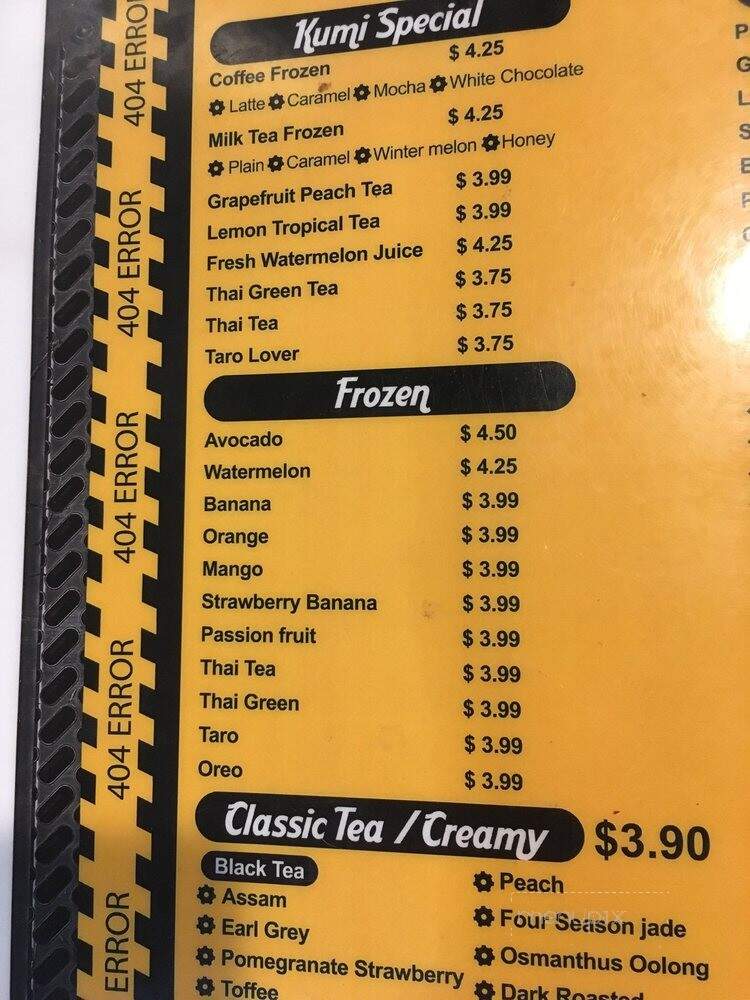 Kumi Special
Coffee Frozen $ 4.25
Latte Caramel Mocha White Chocolate
Milk Tea Frozen $ 4.25
Plain Caramel Winter melon Honey
Grapefruit Peach Tea $ 3.99
Lemon Tropical Tea $ 3.99
Fresh Watermelon Juice $ 4.25
Thai Green Tea $ 3.75
Thai Tea $ 3.75
Taro Lover $ 3.75
Frozen
Avocado $ 4.50
Watermelon $ 4.25
Banana $ 3.99
Orange $ 3.99
Mango $ 3.99
Strawberry Banana $ 3.99
Passion fruit $ 3.99
Thai Tea $ 3.99
Thai Green $ 3.99
Taro $ 3.99
Oreo $ 3.99
Classic Tea / Creamy $3.90
Black Tea
Assam
Earl Grey
Pomegranate Strawberry
Toffee
Peach
Four Season jade
Osmanthus Oolong
Dark Roasted
404 ERROR
404 ERROR
404 ERROR
404 ERROR
ERROR